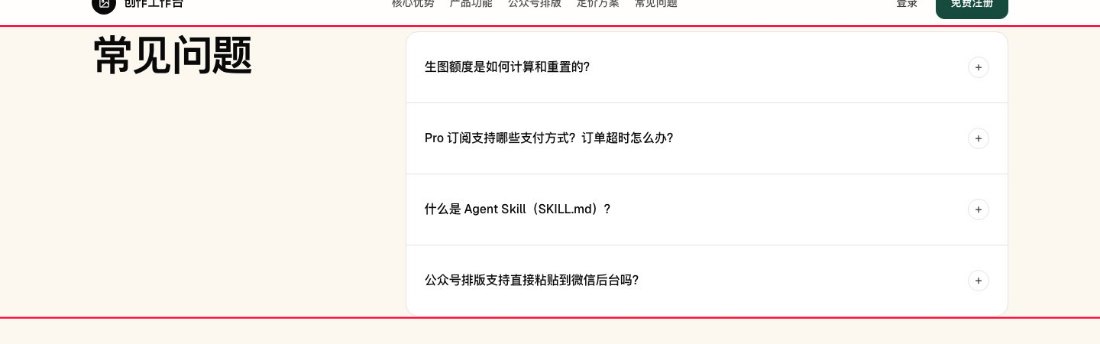 创作工作台
核心优势 产品功能 公众号排版 定价方案 常见问题
登录 免费注册
常见问题
生图额度是如何计算和重置的?
Pro 订阅支持哪些支付方式? 订单超时怎么办?
什么是 Agent Skill（SKILL.md）?
公众号排版支持直接粘贴到微信后台吗?